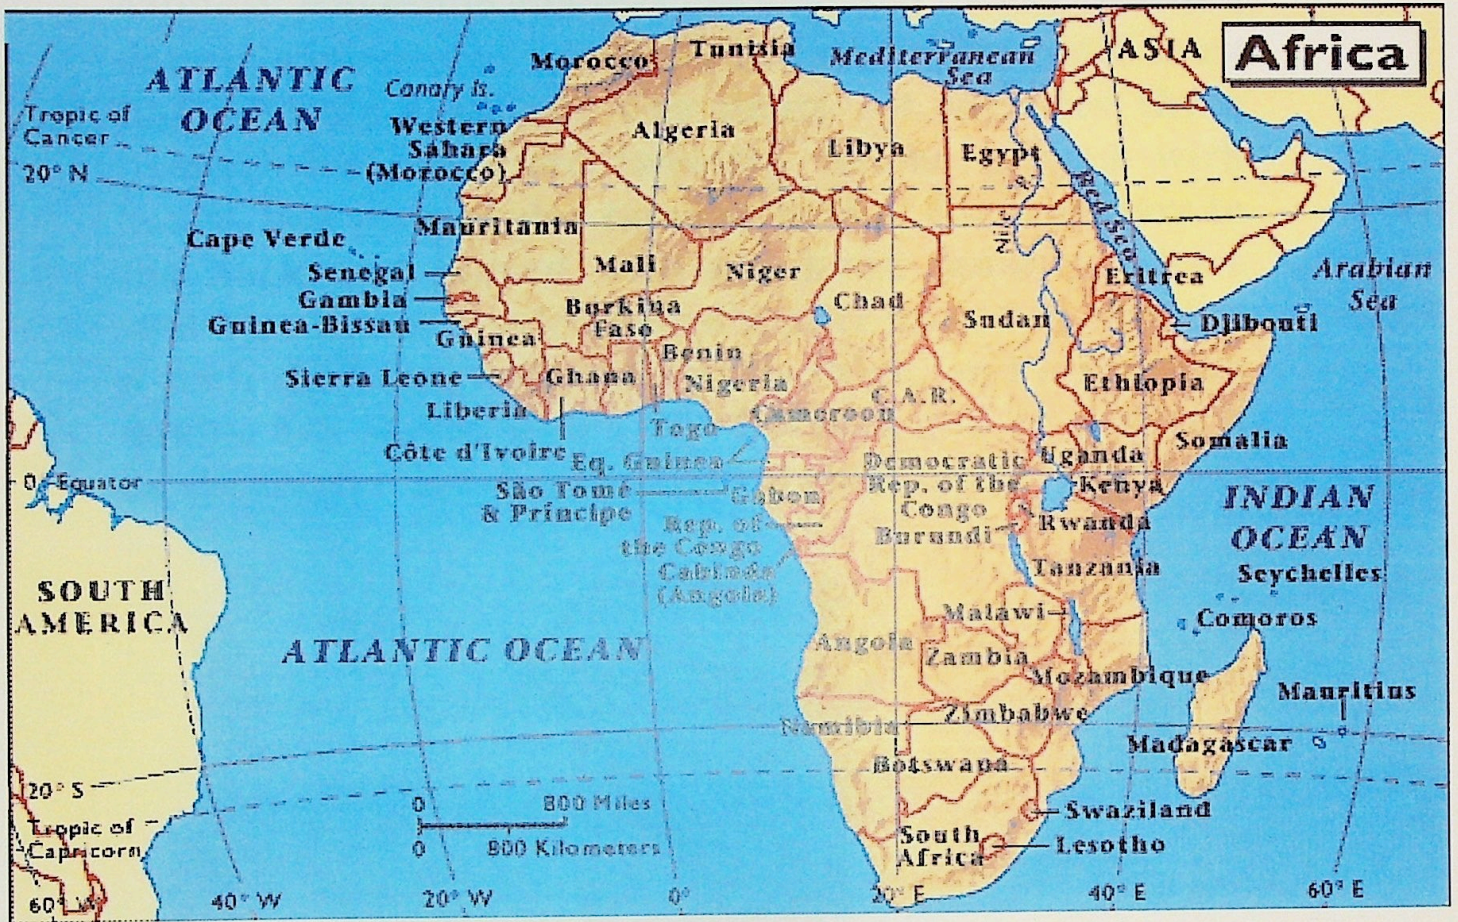 Africa
ASIA
ATLANTIC
OCEAN
Canary Is.
Tropic of
Cancer
20° N
Morocco
Tunisia
Mediterranean
Sea
Western
Sahara
(Morocco)
Algeria
Libya
Egypt
Nile
Red Sea
Mauritania
Cape Verde
Senegal
Gambia
Guinea-Bissau
Guinea
Sierra Leone
Liberia
Côte d'Ivoire
Mali
Burkina
Faso
Ghana
Niger
Benin
Nigeria
Togo
Chad
Sudan
Eritrea
Djibouti
Arabian
Sea
Ethiopia
C.A.R.
Cameroon
Somalia
Eq. Guinea
São Tomé
& Príncipe
Gabon
Rep. of
the Congo
Cabinda
(Angola)
Democratic
Rep. of the
Congo
Uganda
Kenya
Burundi
Rwanda
Tanzania
0° Equator
INDIAN
OCEAN
Seychelles
Comoros
SOUTH
AMERICA
ATLANTIC OCEAN
Malawi
Angola
Zambia
Mozambique
Mauritius
Namibia
Zimbabwe
Madagascar
Botswana
20° S
Tropic of
Capricorn
0 800 Miles
0 800 Kilometers
Swaziland
South
Africa
Lesotho
60° W
40° W
20° W
0°
20° E
40° E
60° E